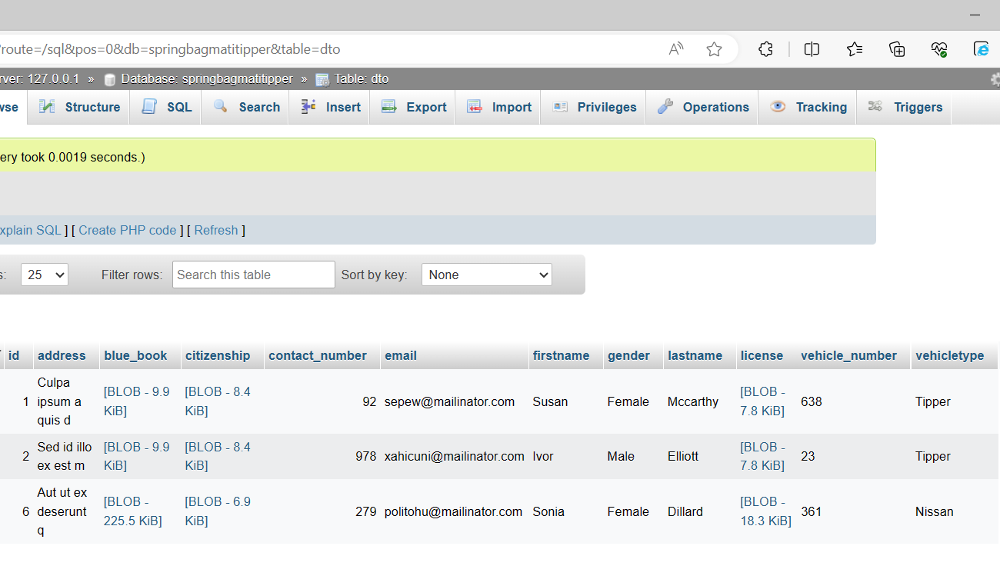 ?route=/sql&pos=0&db=springbagmatitipper&table=dto
rver: 127.0.0.1 » Database: springbagmatitipper » Table: dto
wse Structure SQL Search Insert Export Import Privileges Operations Tracking Triggers
ery took 0.0019 seconds.)
xplain SQL ] [ Create PHP code ] [ Refresh ]
s: 25 Filter rows: Search this table Sort by key: None
id address blue_book citizenship contact_number email firstname gender lastname license vehicle_number vehicletype
Culpa
[BLOB - 9.9 [BLOB - 8.4 [BLOB -
1 ipsum a 92 sepew@mailinator.com Susan Female Mccarthy 638 Tipper
KiB] KiB] 7.8 KiB]
quis d
Sed id illo [BLOB - 9.9 [BLOB - 8.4 [BLOB -
2 978 xahicuni@mailinator.com Ivor Male Elliott 23 Tipper
ex est m KiB] KiB] 7.8 KiB]
Aut ut ex
[BLOB - [BLOB - 6.9 [BLOB -
6 deserunt 279 politohu@mailinator.com Sonia Female Dillard 361 Nissan
225.5 KiB] KiB] 18.3 KiB]
q